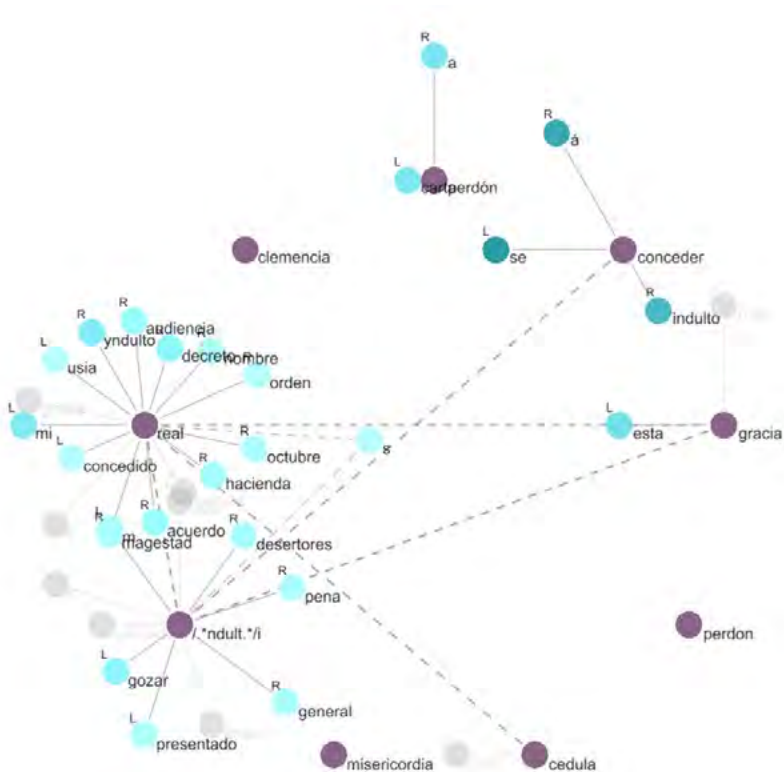 R
a
R
á
L
cartperdón
L
se
conceder
clemencia
R
indulto
R
audiencia
R
yndulto
R
decreto
R
nombre
L
usia
R
orden
L
mi
real
L
esta
gracia
L
concedido
R
octubre
R
hacienda
R
acuerdo
magestad
R
desertores
R
pena
/.*ndult.*/i
perdon
L
gozar
R
general
L
presentado
misericordia
cedula